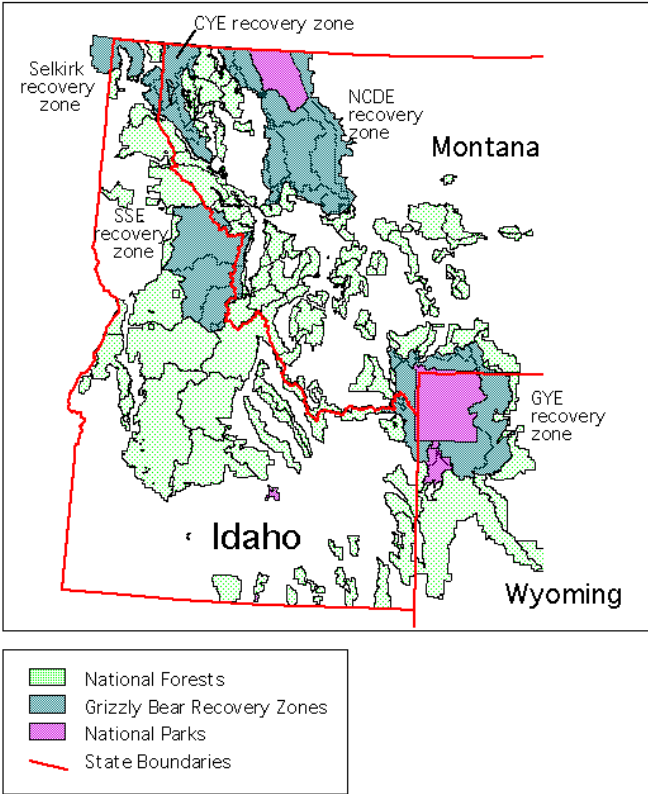 CYE recovery zone
Selkirk
recovery
zone
NCDE
recovery
zone
Montana
SSE
recovery
zone
GYE
recovery
zone
Idaho
Wyoming
National Forests
Grizzly Bear Recovery Zones
National Parks
State Boundaries